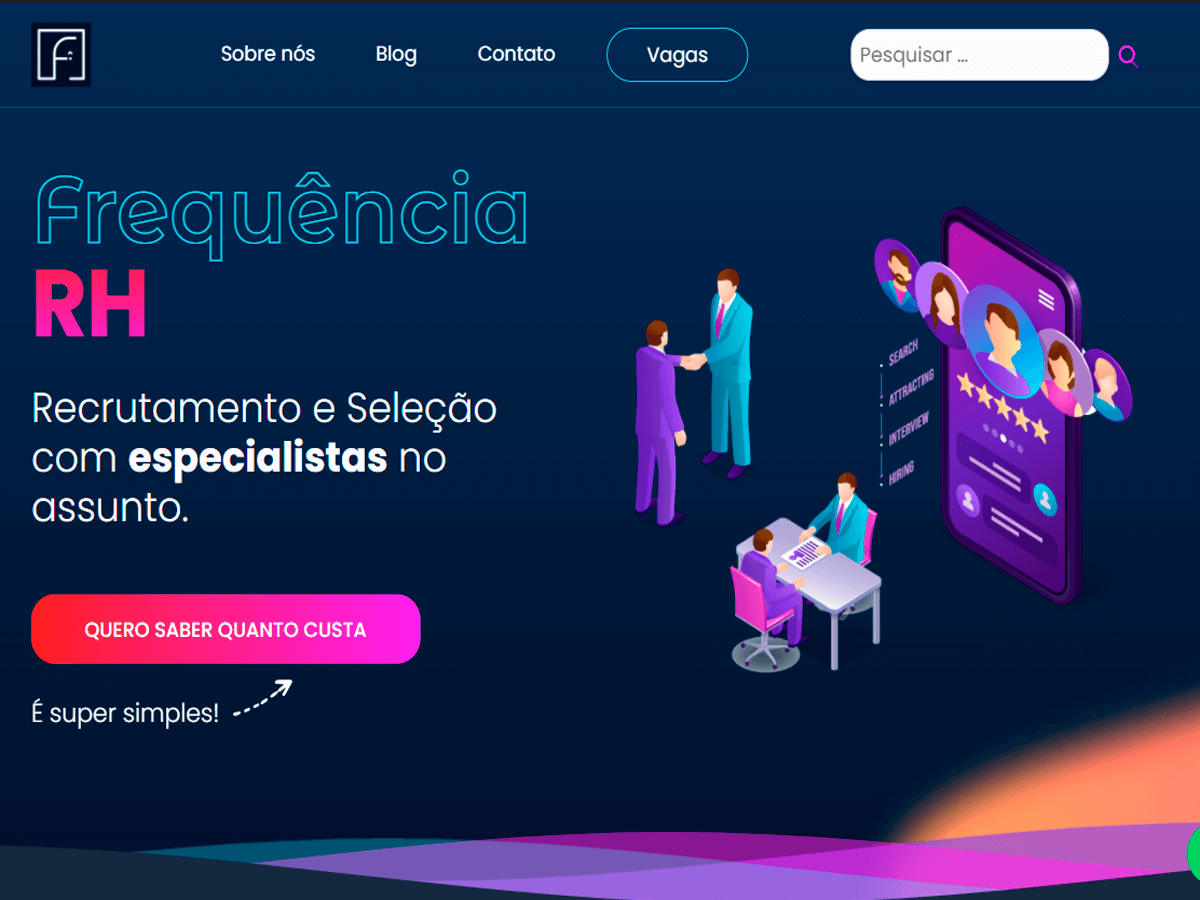 Sobre nós
Blog
Contato
Vagas
Pesquisar ...
Frequência
RH
Recrutamento e Seleção
com especialistas no
assunto.
QUERO SABER QUANTO CUSTA
É super simples!
SEARCH
ATTRACTING
INTERVIEW
HIRING